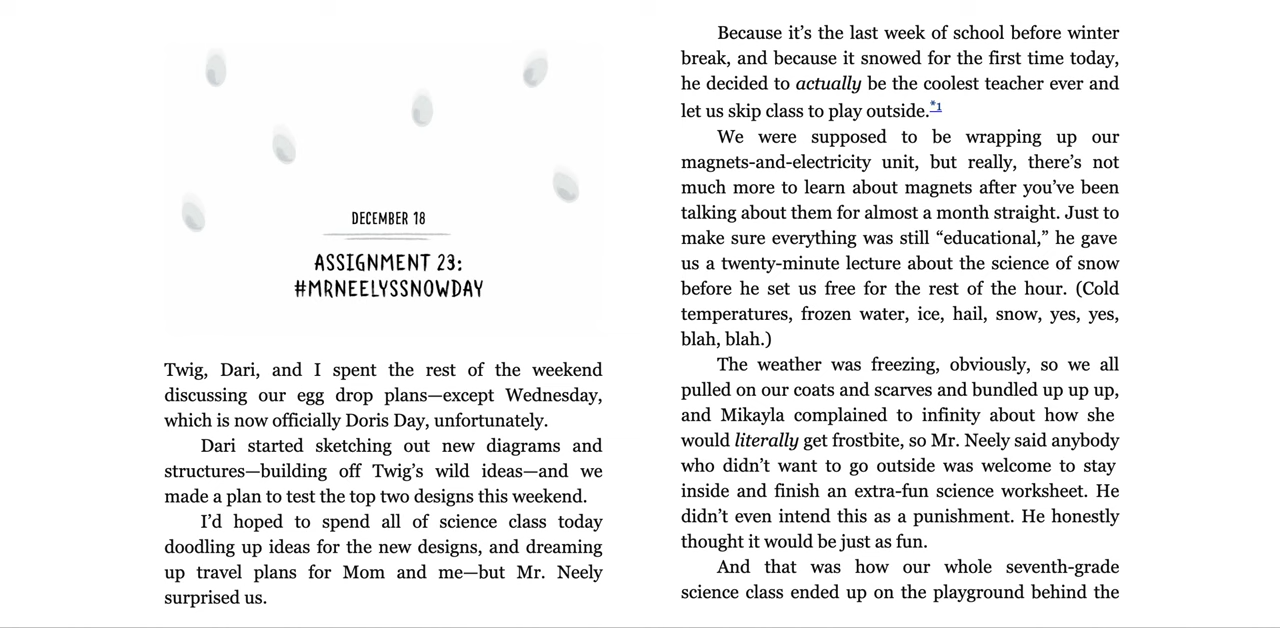 DECEMBER 18
ASSIGNMENT 23:
#MRNEELYSSNOWDAY
Twig, Dari, and I spent the rest of the weekend
discussing our egg drop plans—except Wednesday,
which is now officially Doris Day, unfortunately.
Dari started sketching out new diagrams and
structures—building off Twig’s wild ideas—and we
made a plan to test the top two designs this weekend.
I’d hoped to spend all of science class today
doodling up ideas for the new designs, and dreaming
up travel plans for Mom and me—but Mr. Neely
surprised us.
Because it’s the last week of school before winter
break, and because it snowed for the first time today,
he decided to actually be the coolest teacher ever and
let us skip class to play outside.*1
We were supposed to be wrapping up our
magnets-and-electricity unit, but really, there’s not
much more to learn about magnets after you’ve been
talking about them for almost a month straight. Just to
make sure everything was still “educational,” he gave
us a twenty-minute lecture about the science of snow
before he set us free for the rest of the hour. (Cold
temperatures, frozen water, ice, hail, snow, yes, yes,
blah, blah.)
The weather was freezing, obviously, so we all
pulled on our coats and scarves and bundled up up up,
and Mikayla complained to infinity about how she
would literally get frostbite, so Mr. Neely said anybody
who didn’t want to go outside was welcome to stay
inside and finish an extra-fun science worksheet. He
didn’t even intend this as a punishment. He honestly
thought it would be just as fun.
And that was how our whole seventh-grade
science class ended up on the playground behind the